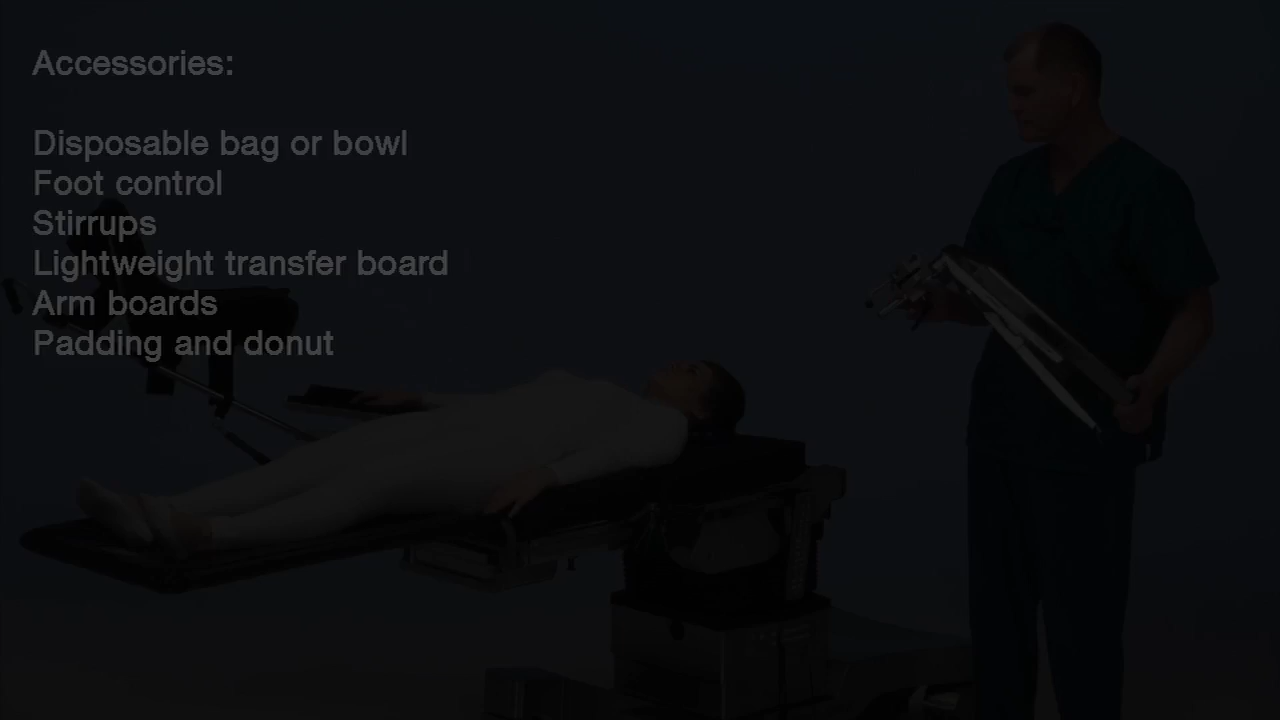 Accessories:
Disposable bag or bowl
Foot control
Stirrups
Lightweight transfer board
Arm boards
Padding and donut